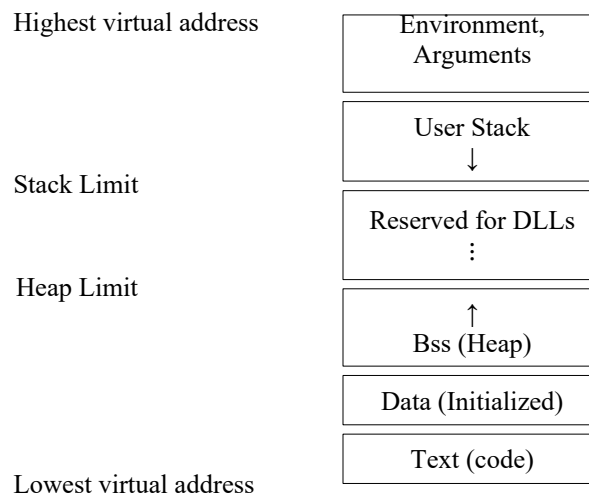 Highest virtual address
Environment,
Arguments
User Stack
↓
Stack Limit
Reserved for DLLs
⋮
Heap Limit
↑
Bss (Heap)
Data (Initialized)
Text (code)
Lowest virtual address